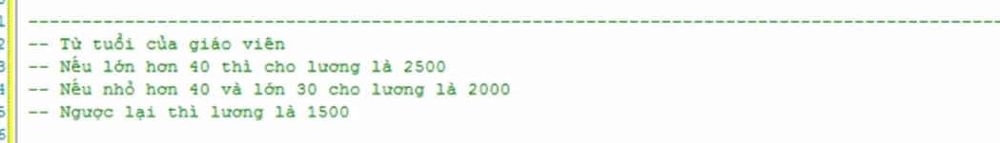 -- Từ tuổi của giáo viên
-- Nếu lớn hơn 40 thì cho lương là 2500
-- Nếu nhỏ hơn 40 và lớn 30 cho lương là 2000
-- Ngược lại thì lương là 1500